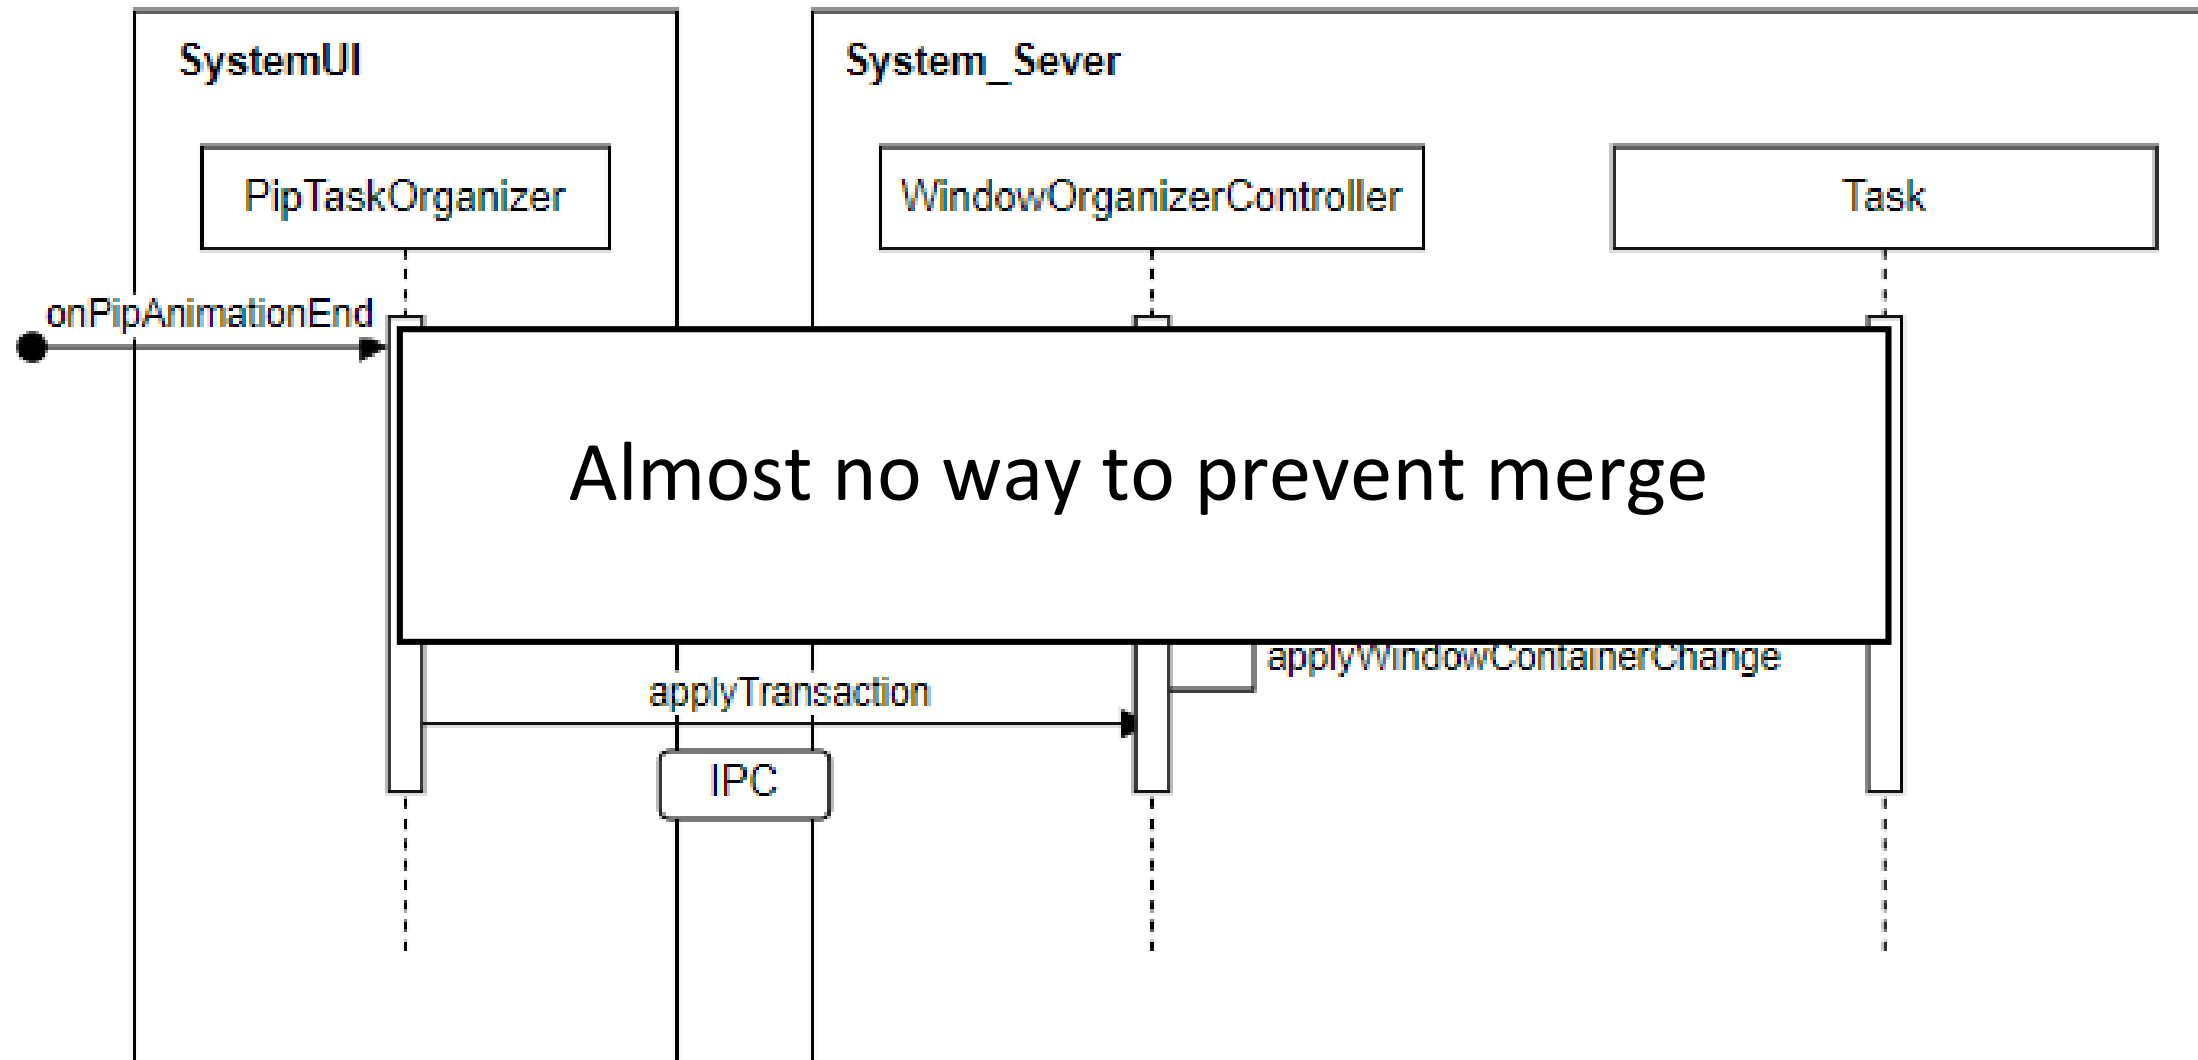 SystemUI
System_Sever
PipTaskOrganizer
WindowOrganizerController
Task
onPipAnimationEnd
Almost no way to prevent merge
applyWindowContainerChange
applyTransaction
IPC